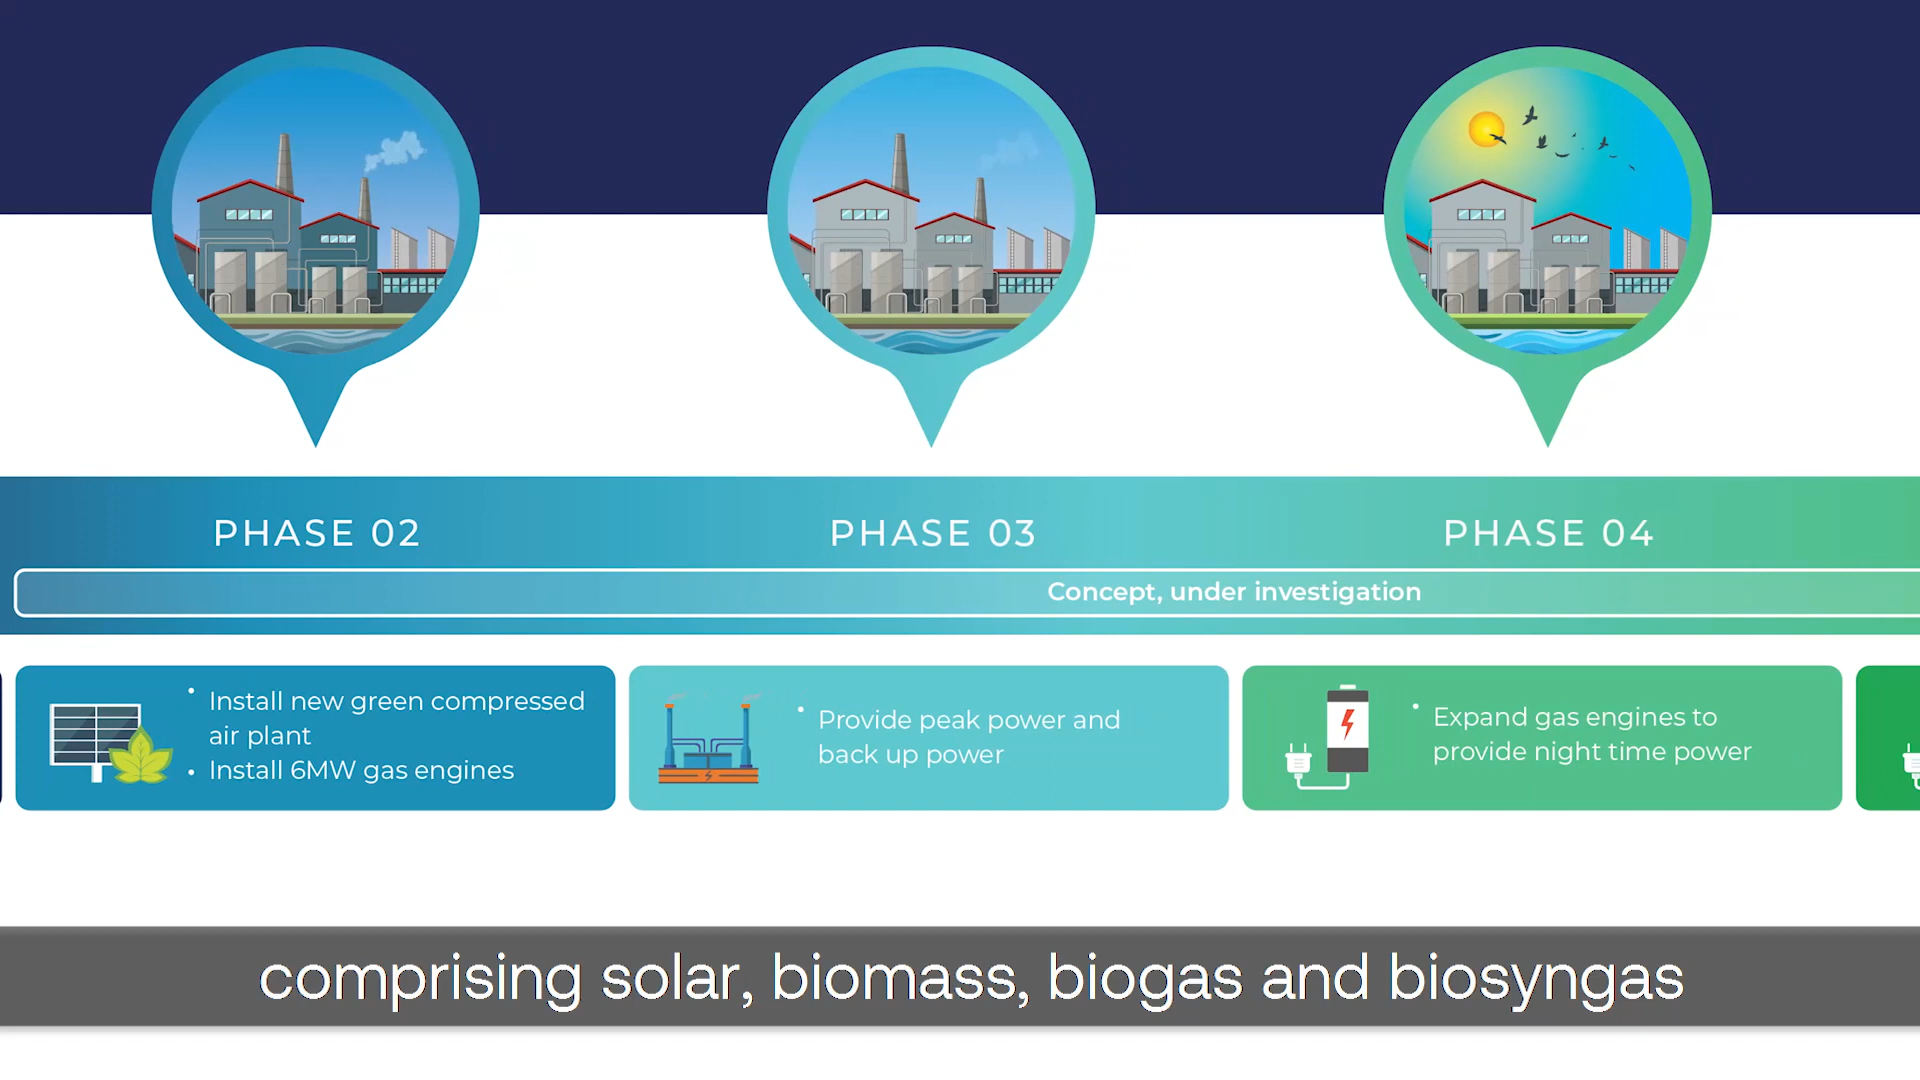 PHASE 02
PHASE 03
PHASE 04
Concept, under investigation
• Install new green compressed
air plant
• Install 6MW gas engines
• Provide peak power and
back up power
• Expand gas engines to
provide night time power
comprising solar, biomass, biogas and biosyngas